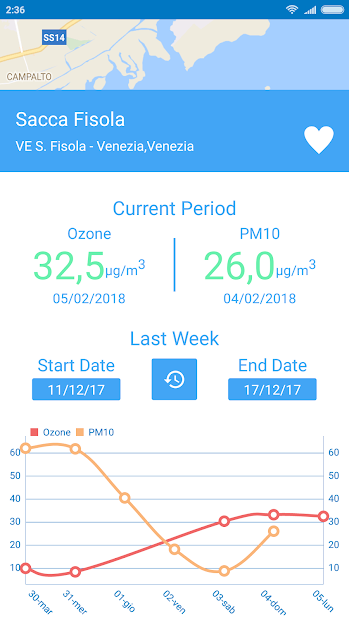 2:36
SS14
CAMPALTO
Sacca Fisola
VE S. Fisola - Venezia,Venezia
Current Period
Ozone
32,5 µg/m³
05/02/2018
PM10
26,0 µg/m³
04/02/2018
Last Week
Start Date
11/12/17
End Date
17/12/17
Ozone PM10
60 60
50 50
40 40
30 30
20 20
10 10
30-mar 31-mer 01-gio 02-ven 03-sab 04-dom 05-lun